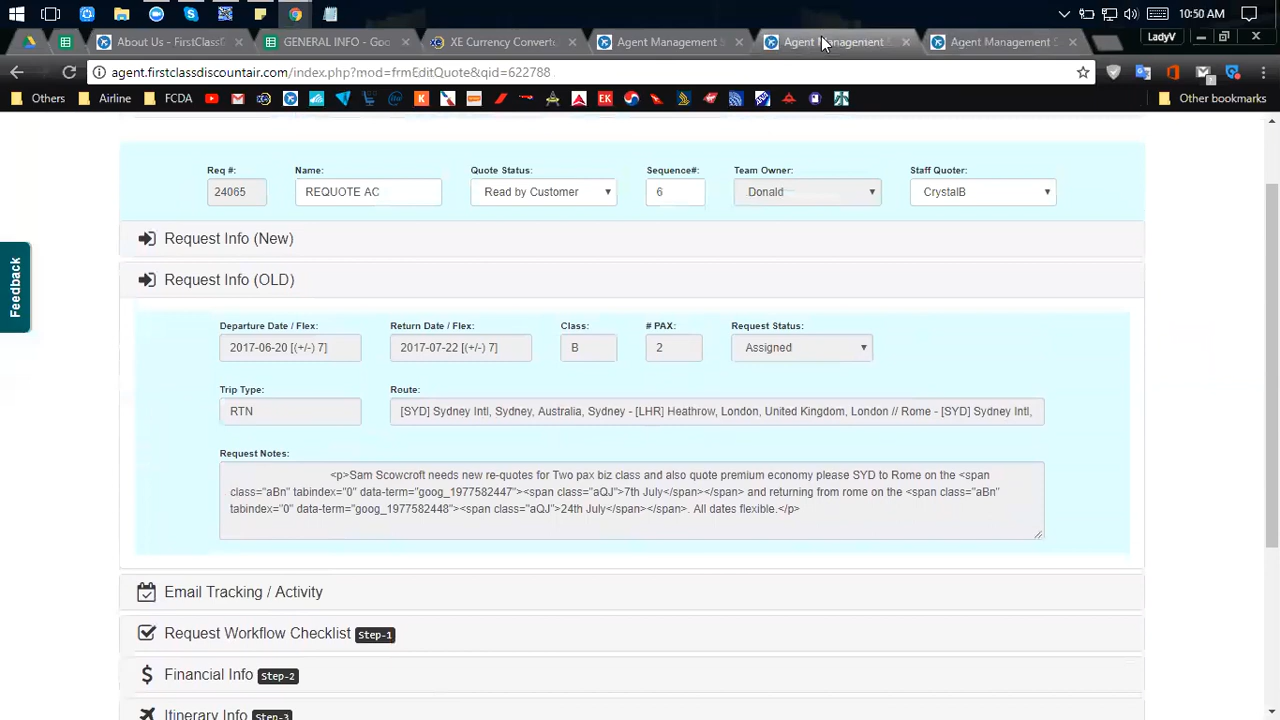 10:50 AM
About Us - FirstClassD
GENERAL INFO - Goo
XE Currency Converte
Agent Management S
Agent Management S
Agent Management S
LadyV
agent.firstclassdiscountair.com/index.php?mod=frmEditQuote&qid=622788
Others
Airline
FCDA
Other bookmarks
Req #:
Name:
Quote Status:
Sequence#:
Team Owner:
Staff Quoter:
24065
REQUOTE AC
Read by Customer
6
Donald
CrystalB
Request Info (New)
Feedback
Request Info (OLD)
Departure Date / Flex:
Return Date / Flex:
Class:
# PAX:
Request Status:
2017-06-20 [(+/-) 7]
2017-07-22 [(+/-) 7]
B
2
Assigned
Trip Type:
Route:
RTN
[SYD] Sydney Intl, Sydney, Australia, Sydney - [LHR] Heathrow, London, United Kingdom, London // Rome - [SYD] Sydney Intl,
Request Notes:
<p>Sam Scowcroft needs new re-quotes for Two pax biz class and also quote premium economy please SYD to Rome on the <span
class="aBn" tabindex="0" data-term="goog_1977582447"><span class="aQJ">7th July</span></span> and returning from rome on the <span class="aBn"
tabindex="0" data-term="goog_1977582448"><span class="aQJ">24th July</span></span>. All dates flexible.</p>
Email Tracking / Activity
Request Workflow Checklist Step-1
Financial Info Step-2
Itinerary Info Step-3